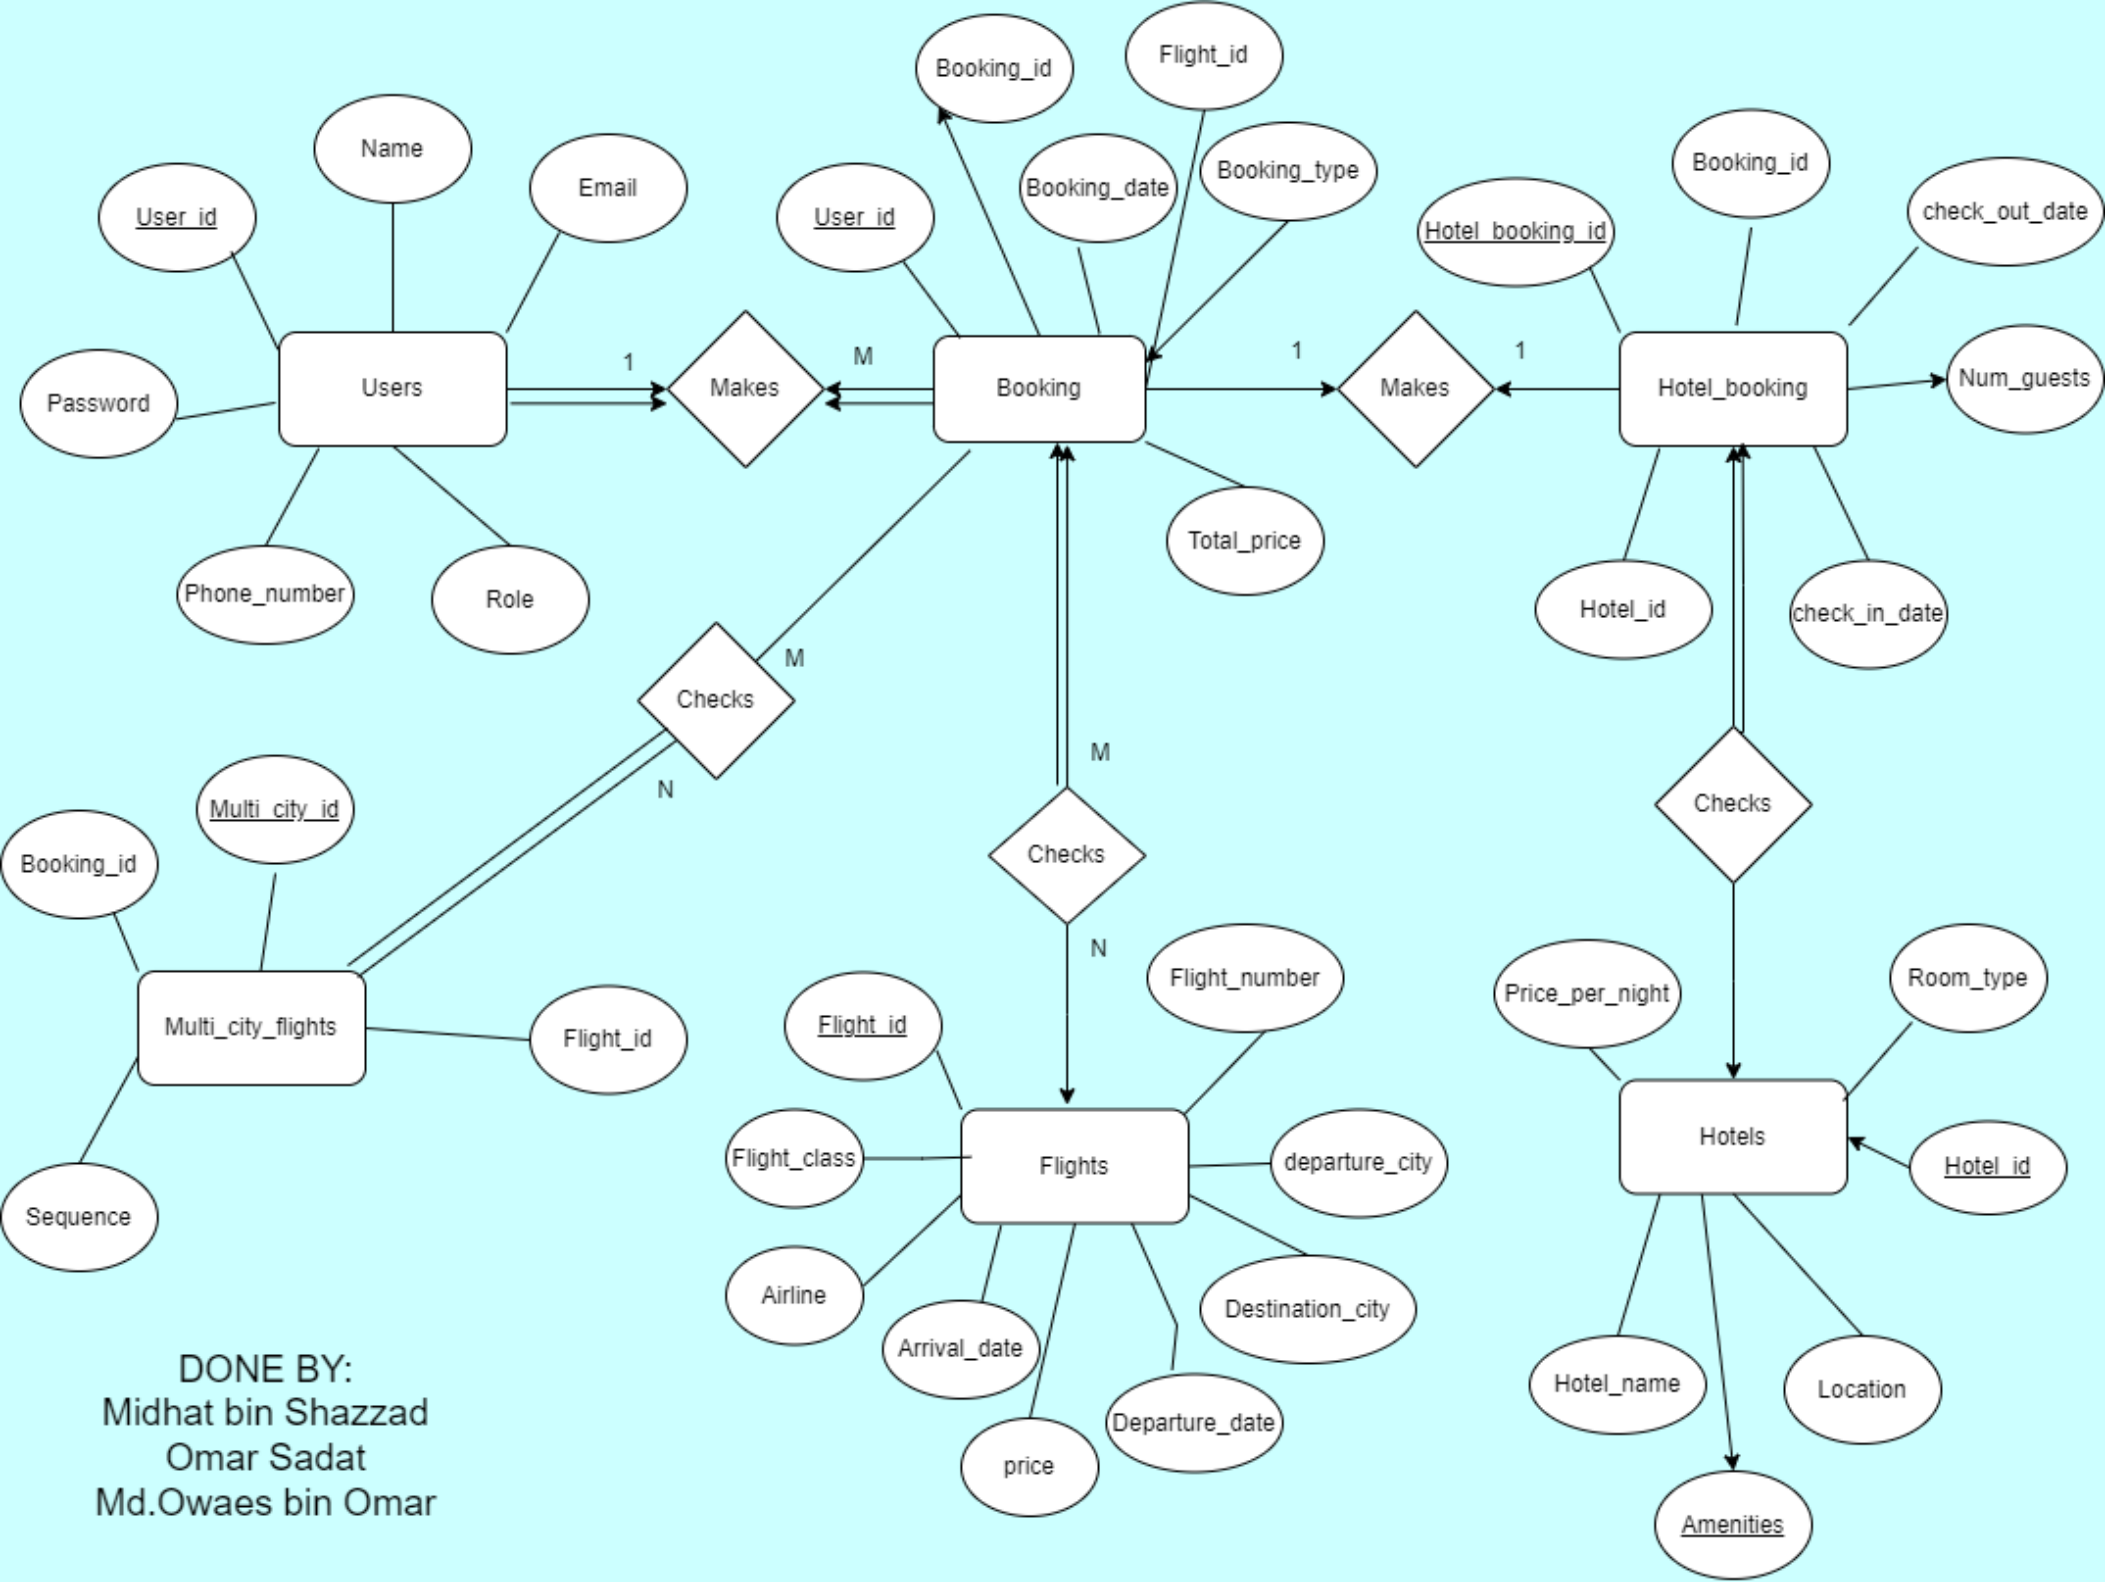 Booking_id
Flight_id
Name
Email
User_id
User_id
Booking_date
Booking_type
Hotel_booking_id
Booking_id
check_out_date
Password
Users
1
Makes
M
Booking
1
Makes
1
Hotel_booking
Num_guests
Phone_number
Role
Total_price
Hotel_id
check_in_date
Checks
M
N
M
Checks
N
Checks
Multi_city_id
Booking_id
Multi_city_flights
Flight_id
Sequence
Flight_id
Flight_number
Flight_class
Flights
departure_city
Airline
Arrival_date
price
Departure_date
Destination_city
Price_per_night
Room_type
Hotels
Hotel_id
Hotel_name
Location
Amenities
DONE BY:
Midhat bin Shazzad
Omar Sadat
Md.Owaes bin Omar